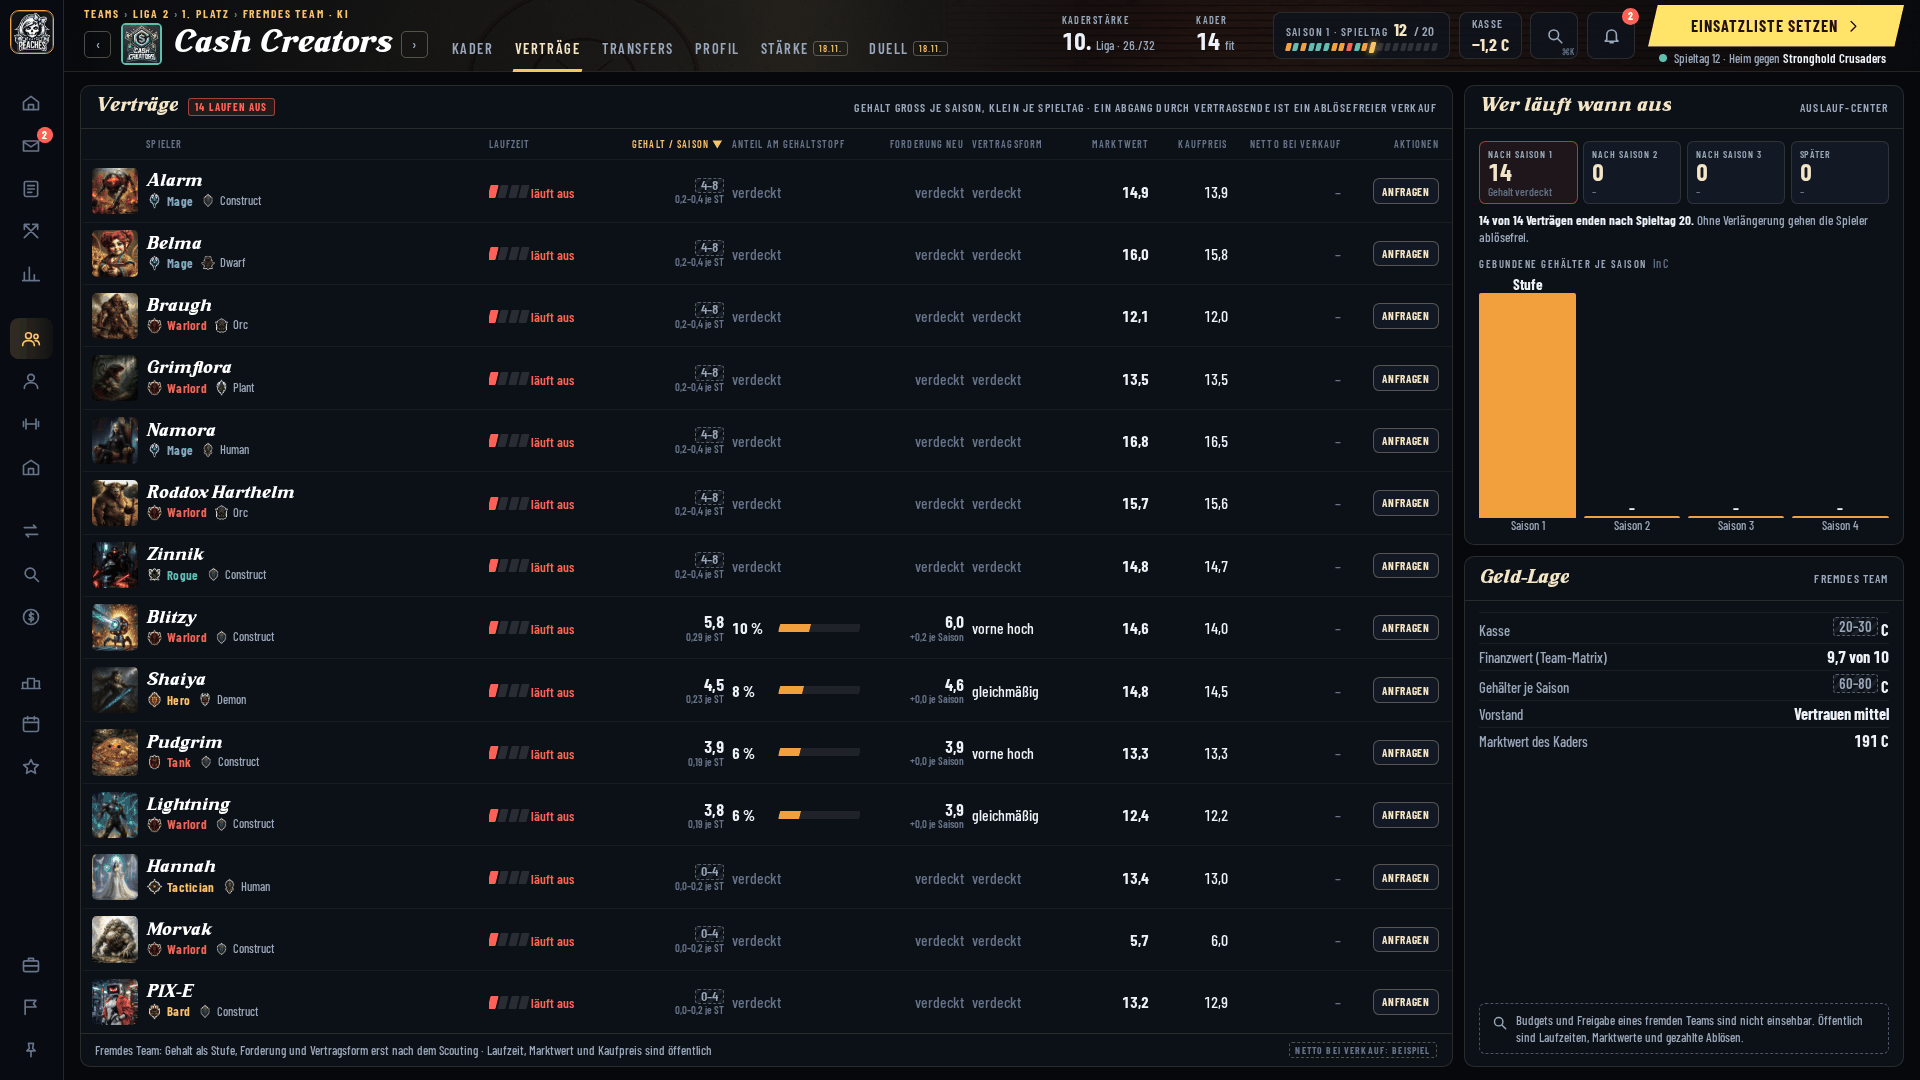 TEAMS › LIGA 2 › 1. PLATZ › FREMDES TEAM · KI
Cash Creators
KADER
VERTRÄGE
TRANSFERS
PROFIL
STÄRKE 18.11.
DUELL 18.11.
KADERSTÄRKE
10. Liga · 26./32
KADER
14 fit
SAISON 1 · SPIELTAG 12 / 20
KASSE
−1,2 C
⌘K
2
EINSATZLISTE SETZEN
Spieltag 12 · Heim gegen Stronghold Crusaders
2
Verträge
14 LAUFEN AUS
GEHALT GROSS JE SAISON, KLEIN JE SPIELTAG · EIN ABGANG DURCH VERTRAGSENDE IST EIN ABLÖSEFREIER VERKAUF
SPIELER LAUFZEIT GEHALT / SAISON ▼ ANTEIL AM GEHALTSTOPF FORDERUNG NEU VERTRAGSFORM MARKTWERT KAUFPREIS NETTO BEI VERKAUF AKTIONEN
Alarm
Mage Construct
läuft aus 4–8 0,2–0,4 je ST verdeckt verdeckt verdeckt 14,9 13,9 – ANFRAGEN
Belma
Mage Dwarf
läuft aus 4–8 0,2–0,4 je ST verdeckt verdeckt verdeckt 16,0 15,8 – ANFRAGEN
Braugh
Warlord Orc
läuft aus 4–8 0,2–0,4 je ST verdeckt verdeckt verdeckt 12,1 12,0 – ANFRAGEN
Grimflora
Warlord Plant
läuft aus 4–8 0,2–0,4 je ST verdeckt verdeckt verdeckt 13,5 13,5 – ANFRAGEN
Namora
Mage Human
läuft aus 4–8 0,2–0,4 je ST verdeckt verdeckt verdeckt 16,8 16,5 – ANFRAGEN
Roddox Harthelm
Warlord Orc
läuft aus 4–8 0,2–0,4 je ST verdeckt verdeckt verdeckt 15,7 15,6 – ANFRAGEN
Zinnik
Rogue Construct
läuft aus 4–8 0,2–0,4 je ST verdeckt verdeckt verdeckt 14,8 14,7 – ANFRAGEN
Blitzy
Warlord Construct
läuft aus 5,8 0,29 je ST 10 % 6,0 +0,2 je Saison vorne hoch 14,6 14,0 – ANFRAGEN
Shaiya
Hero Demon
läuft aus 4,5 0,23 je ST 8 % 4,6 +0,0 je Saison gleichmäßig 14,8 14,5 – ANFRAGEN
Pudgrim
Tank Construct
läuft aus 3,9 0,19 je ST 6 % 3,9 +0,0 je Saison vorne hoch 13,3 13,3 – ANFRAGEN
Lightning
Warlord Construct
läuft aus 3,8 0,19 je ST 6 % 3,9 +0,0 je Saison gleichmäßig 12,4 12,2 – ANFRAGEN
Hannah
Tactician Human
läuft aus 0–4 0,0–0,2 je ST verdeckt verdeckt verdeckt 13,4 13,0 – ANFRAGEN
Morvak
Warlord Construct
läuft aus 0–4 0,0–0,2 je ST verdeckt verdeckt verdeckt 5,7 6,0 – ANFRAGEN
PIX-E
Bard Construct
läuft aus 0–4 0,0–0,2 je ST verdeckt verdeckt verdeckt 13,2 12,9 – ANFRAGEN
Fremdes Team: Gehalt als Stufe, Forderung und Vertragsform erst nach dem Scouting · Laufzeit, Marktwert und Kaufpreis sind öffentlich
NETTO BEI VERKAUF: BEISPIEL
Wer läuft wann aus
AUSLAUF-CENTER
NACH SAISON 1
14
Gehalt verdeckt
NACH SAISON 2
0
–
NACH SAISON 3
0
–
SPÄTER
0
–
14 von 14 Verträgen enden nach Spieltag 20. Ohne Verlängerung gehen die Spieler
ablösefrei.
GEBUNDENE GEHÄLTER JE SAISON in C
Stufe – – –
Saison 1 Saison 2 Saison 3 Saison 4
Geld-Lage
FREMDES TEAM
Kasse 20–30 C
Finanzwert (Team-Matrix) 9,7 von 10
Gehälter je Saison 60–80 C
Vorstand Vertrauen mittel
Marktwert des Kaders 191 C
Budgets und Freigabe eines fremden Teams sind nicht einsehbar. Öffentlich
sind Laufzeiten, Marktwerte und gezahlte Ablösen.